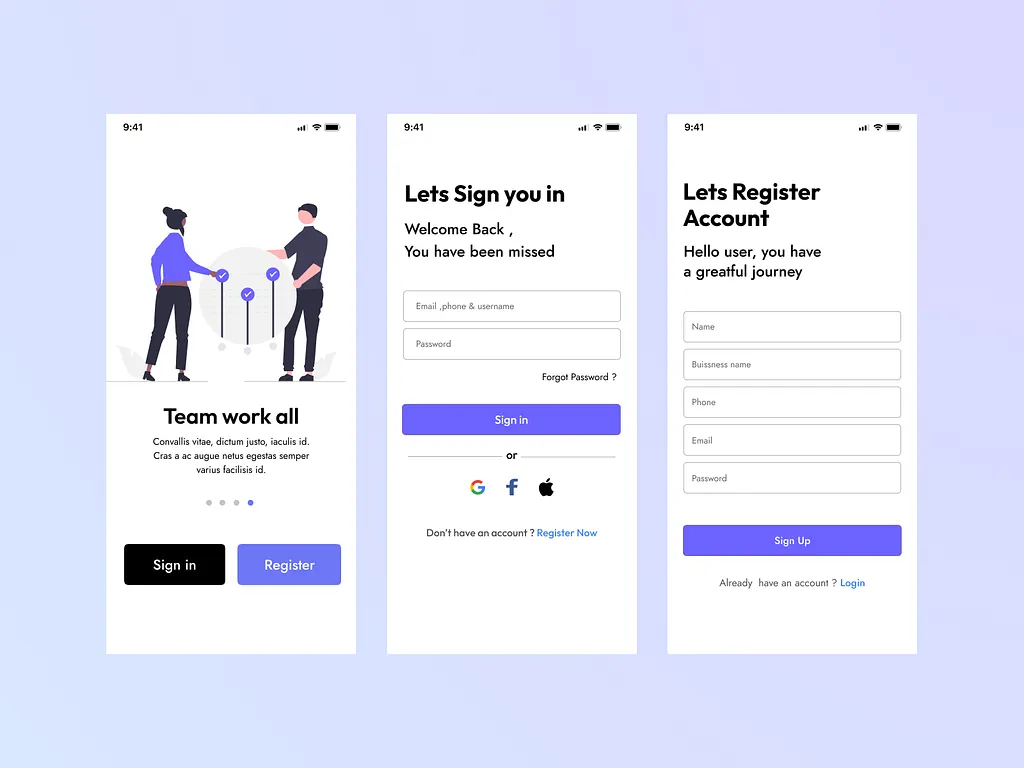 9:41
Team work all
Convallis vitae, dictum justo, iaculis id.
Cras a ac augue netus egestas semper
varius facilisis id.
Sign in
Register
9:41
Lets Sign you in
Welcome Back ,
You have been missed
Email ,phone & username
Password
Forgot Password ?
Sign in
or
Don't have an account ? Register Now
9:41
Lets Register
Account
Hello user, you have
a greatful journey
Name
Buissness name
Phone
Email
Password
Sign Up
Already have an account ? Login